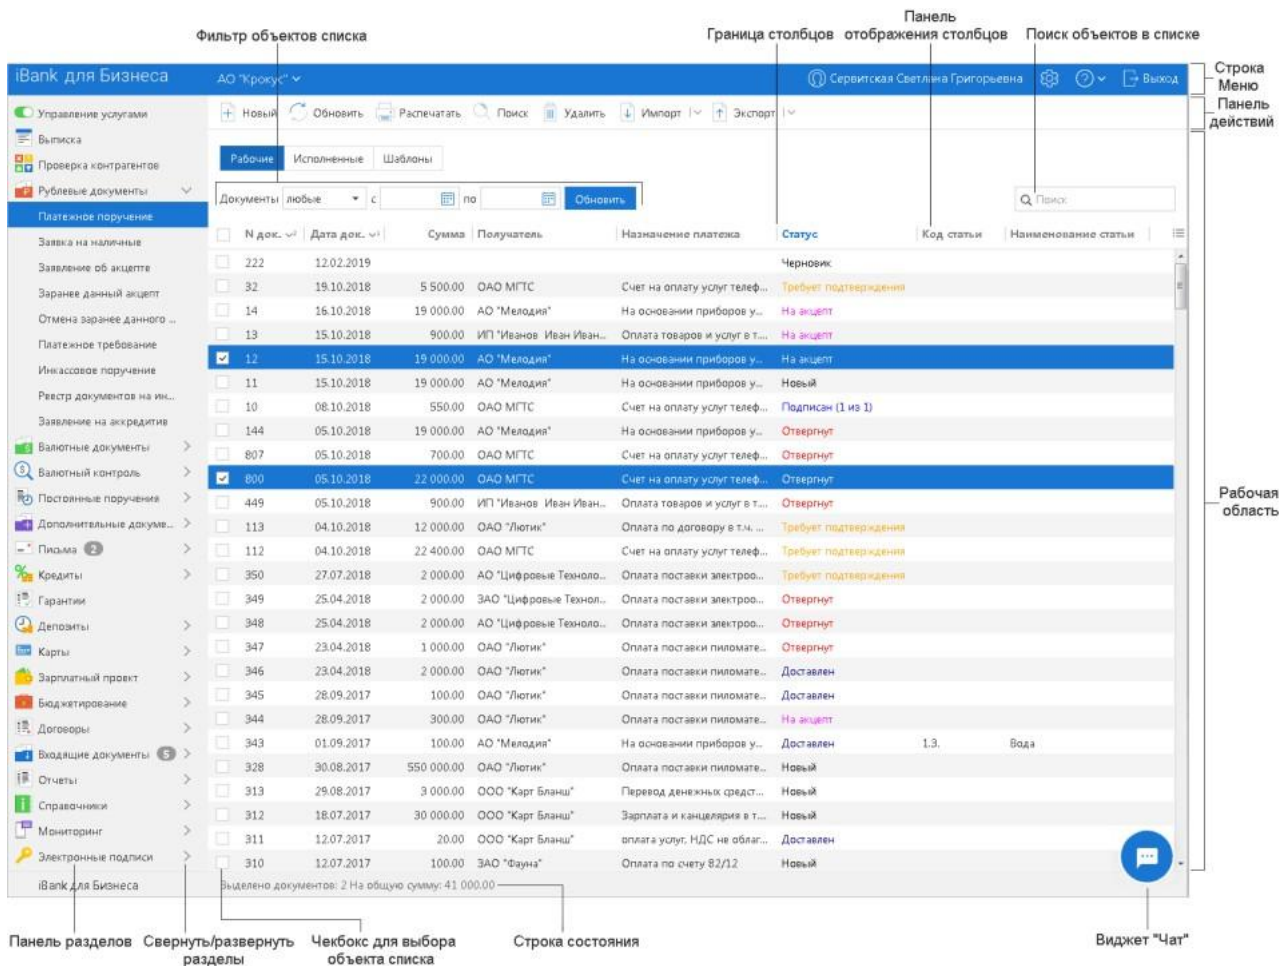 Фильтр объектов списка
Граница столбцов
Панель
отображения столбцов
Поиск объектов в списке
iBank для Бизнеса
АО "Крокус"
Сервитская Светлана Григорьевна
Выход
Строка
Меню
Управление услугами
Новый Обновить Распечатать Поиск Удалить Импорт Экспорт
Панель
действий
Выписка
Проверка контрагентов
Рабочие Исполненные Шаблоны
Рублевые документы
Документы любые с по Обновить
Поиск
Платежное поручение
N док. Дата док. Сумма Получатель Назначение платежа Статус Код статьи Наименование статьи
Заявка на наличные
Заявление об акцепте
Заранее данный акцепт
Отмена заранее данного ...
Платежное требование
Инкассовое поручение
Реестр документов на ин...
Заявление на аккредитив
Валютные документы
Валютный контроль
Постоянные поручения
Дополнительные докуме...
Письма 2
Кредиты
Гарантии
Депозиты
Карты
Зарплатный проект
Бюджетирование
Договоры
Входящие документы 5
Отчеты
Справочники
Мониторинг
Электронные подписи
222 12.02.2019 Черновик
32 19.10.2018 5 500.00 ОАО МГТС Счет на оплату услуг телеф... Требует подтверждения
14 16.10.2018 19 000.00 АО "Мелодия" На основании приборов у... На акцепт
13 15.10.2018 900.00 ИП "Иванов Иван Иван... Оплата товаров и услуг в т.... На акцепт
12 15.10.2018 19 000.00 АО "Мелодия" На основании приборов у... На акцепт
11 15.10.2018 19 000.00 АО "Мелодия" На основании приборов у... Новый
10 08.10.2018 550.00 ОАО МГТС Счет на оплату услуг телеф... Подписан (1 из 1)
144 05.10.2018 19 000.00 АО "Мелодия" На основании приборов у... Отвергнут
807 05.10.2018 700.00 ОАО МГТС Счет на оплату услуг телеф... Отвергнут
800 05.10.2018 22 000.00 ОАО МГТС Счет на оплату услуг телеф... Отвергнут
449 05.10.2018 900.00 ИП "Иванов Иван Иван... Оплата товаров и услуг в т.... Отвергнут
113 04.10.2018 12 000.00 ОАО "Лютик" Оплата по договору в т.ч. ... Требует подтверждения
112 04.10.2018 22 400.00 ОАО МГТС Счет на оплату услуг телеф... Требует подтверждения
350 27.07.2018 2 000.00 АО "Цифровые Техноло... Оплата поставки электроо... Требует подтверждения
349 25.04.2018 2 000.00 ЗАО "Цифровые Технол... Оплата поставки электроо... Отвергнут
348 25.04.2018 2 000.00 АО "Цифровые Техноло... Оплата поставки электроо... Отвергнут
347 23.04.2018 1 000.00 ОАО "Лютик" Оплата поставки пиломате... Отвергнут
346 23.04.2018 2 000.00 ОАО "Лютик" Оплата поставки пиломате... Доставлен
345 28.09.2017 100.00 ОАО "Лютик" Оплата поставки пиломате... Доставлен
344 28.09.2017 300.00 ОАО "Лютик" Оплата поставки пиломате... На акцепт
343 01.09.2017 100.00 АО "Мелодия" На основании приборов у... Доставлен 1.3. Вода
328 30.08.2017 550 000.00 ОАО "Лютик" Оплата поставки пиломате... Новый
313 29.08.2017 3 000.00 ООО "Карт Бланш" Перевод денежных средст... Новый
312 18.07.2017 30 000.00 ООО "Карт Бланш" Зарплата и канцелярия в т... Новый
311 12.07.2017 20.00 ООО "Карт Бланш" оплата услуг, НДС не облаг... Доставлен
310 12.07.2017 100.00 ЗАО "Фауна" Оплата по счету 82/12 Новый
Рабочая
область
iBank для Бизнеса
Выделено документов: 2 На общую сумму: 41 000.00
Панель разделов
Свернуть/развернуть
разделы
Чекбокс для выбора
объекта списка
Строка состояния
Виджет "Чат"